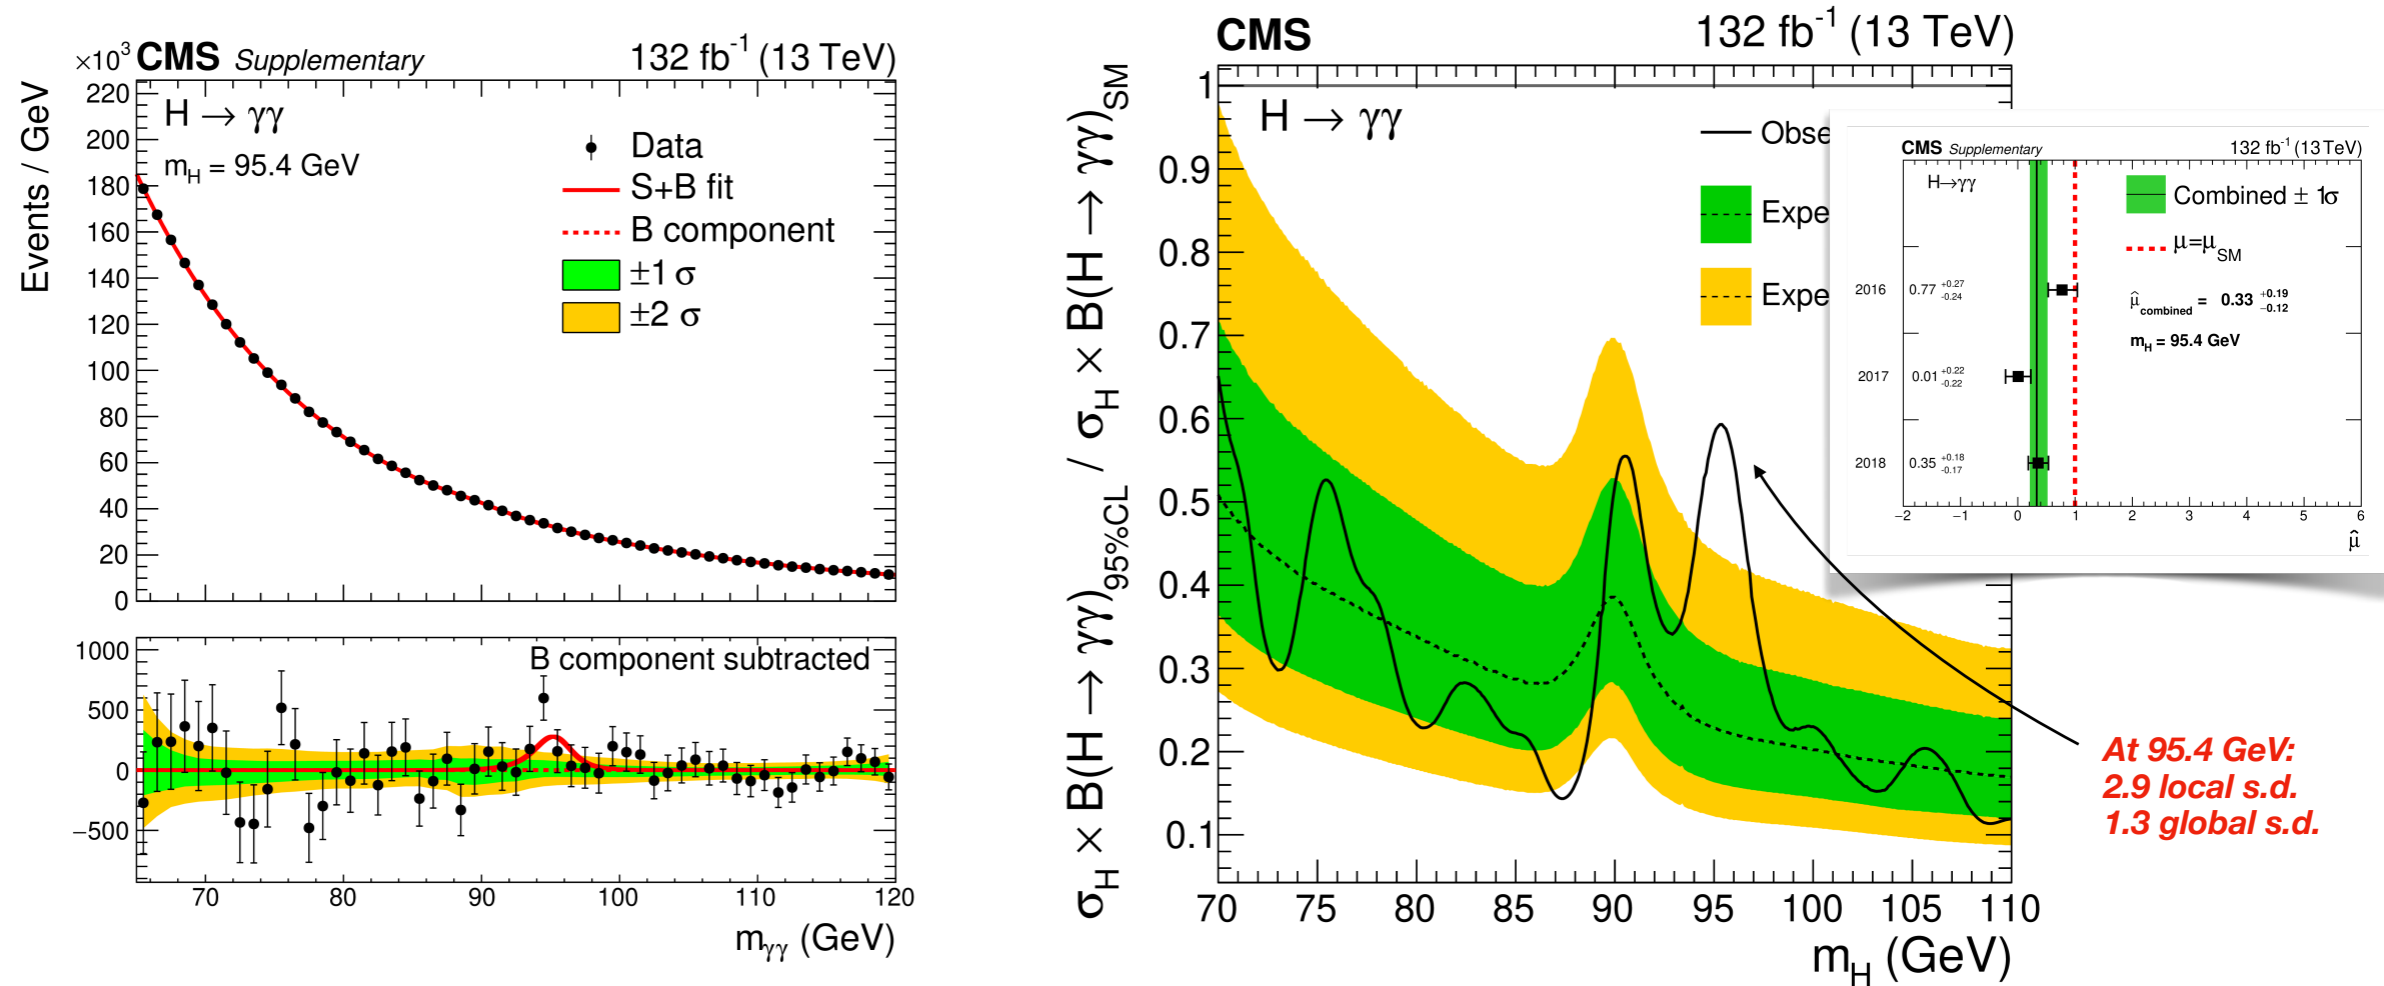 ×10³ CMS Supplementary 132 fb⁻¹ (13 TeV)
Events / GeV
220
200
180
160
140
120
100
80
60
40
20
0
H → γγ
m_H = 95.4 GeV
Data
S+B fit
B component
±1 σ
±2 σ
B component subtracted
1000
500
0
−500
70 80 90 100 110 120
m_γγ (GeV)
CMS 132 fb⁻¹ (13 TeV)
σ_H × B(H → γγ)_95%CL / σ_H × B(H → γγ)_SM
1
0.9
0.8
0.7
0.6
0.5
0.4
0.3
0.2
0.1
H → γγ
Obse
Expe
Expe
70 75 80 85 90 95 100 105 110
m_H (GeV)
CMS Supplementary 132 fb⁻¹ (13 TeV)
H→γγ
Combined ± 1σ
μ=μ_SM
2016 0.77 +0.27 -0.24
μ̂_combined = 0.33 +0.19 −0.12
m_H = 95.4 GeV
2017 0.01 +0.22 -0.22
2018 0.35 +0.18 -0.17
−2 −1 0 1 2 3 4 5 6
μ̂
At 95.4 GeV:
2.9 local s.d.
1.3 global s.d.